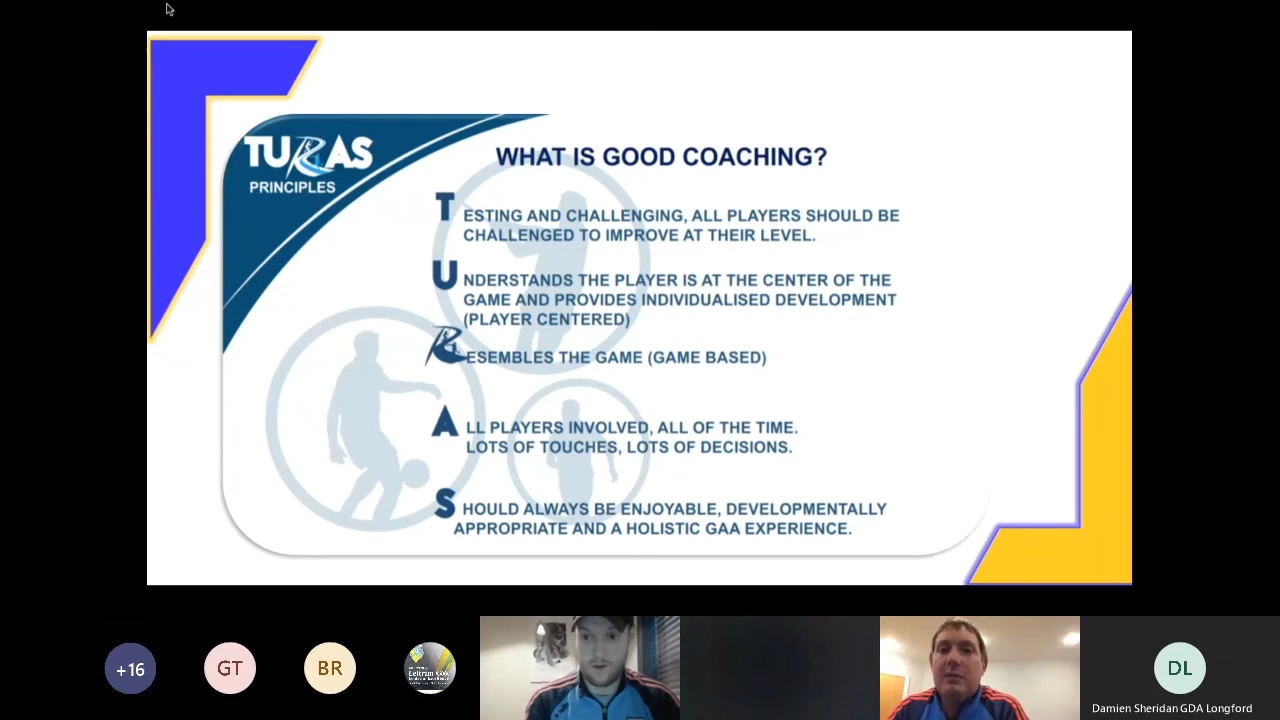 TURAS
PRINCIPLES
WHAT IS GOOD COACHING?
TESTING AND CHALLENGING, ALL PLAYERS SHOULD BE
CHALLENGED TO IMPROVE AT THEIR LEVEL.
UNDERSTANDS THE PLAYER IS AT THE CENTER OF THE
GAME AND PROVIDES INDIVIDUALISED DEVELOPMENT
(PLAYER CENTERED)
RESEMBLES THE GAME (GAME BASED)
ALL PLAYERS INVOLVED, ALL OF THE TIME.
LOTS OF TOUCHES, LOTS OF DECISIONS.
SHOULD ALWAYS BE ENJOYABLE, DEVELOPMENTALLY
APPROPRIATE AND A HOLISTIC GAA EXPERIENCE.
+16
GT
BR
Leitrim GAA
DL
Damien Sheridan GDA Longford